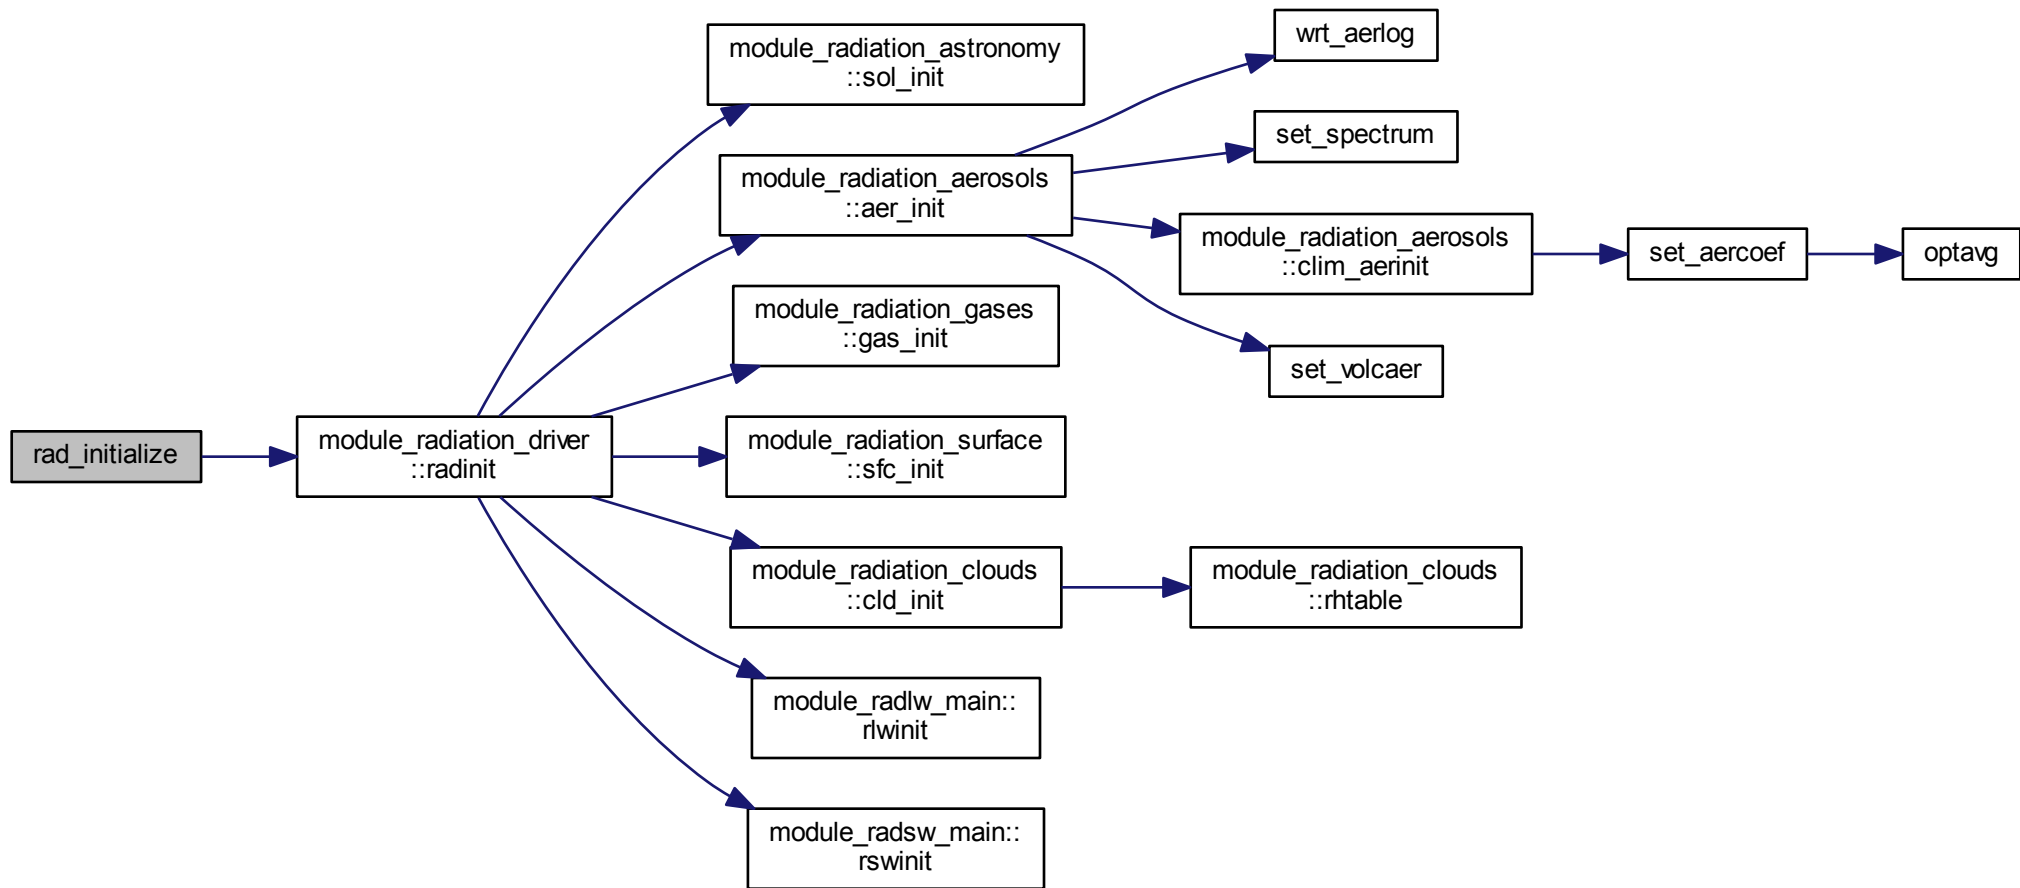 rad_initialize
module_radiation_driver
::radinit
module_radiation_astronomy
::sol_init
module_radiation_aerosols
::aer_init
module_radiation_gases
::gas_init
module_radiation_surface
::sfc_init
module_radiation_clouds
::cld_init
module_radlw_main::
rlwinit
module_radsw_main::
rswinit
wrt_aerlog
set_spectrum
module_radiation_aerosols
::clim_aerinit
set_volcaer
module_radiation_clouds
::rhtable
set_aercoef
optavg